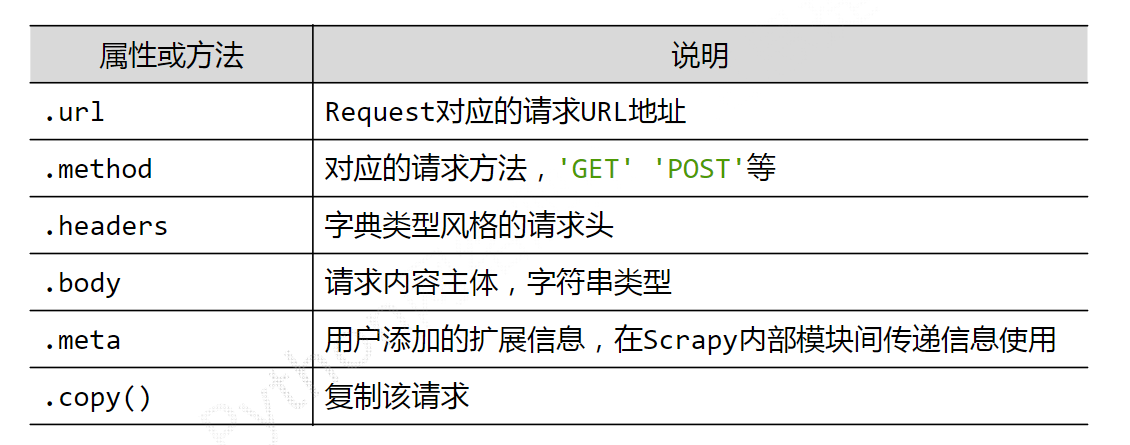 属性或方法 说明
.url Request对应的请求URL地址
.method 对应的请求方法，'GET' 'POST'等
.headers 字典类型风格的请求头
.body 请求内容主体，字符串类型
.meta 用户添加的扩展信息，在Scrapy内部模块间传递信息使用
.copy() 复制该请求
Python